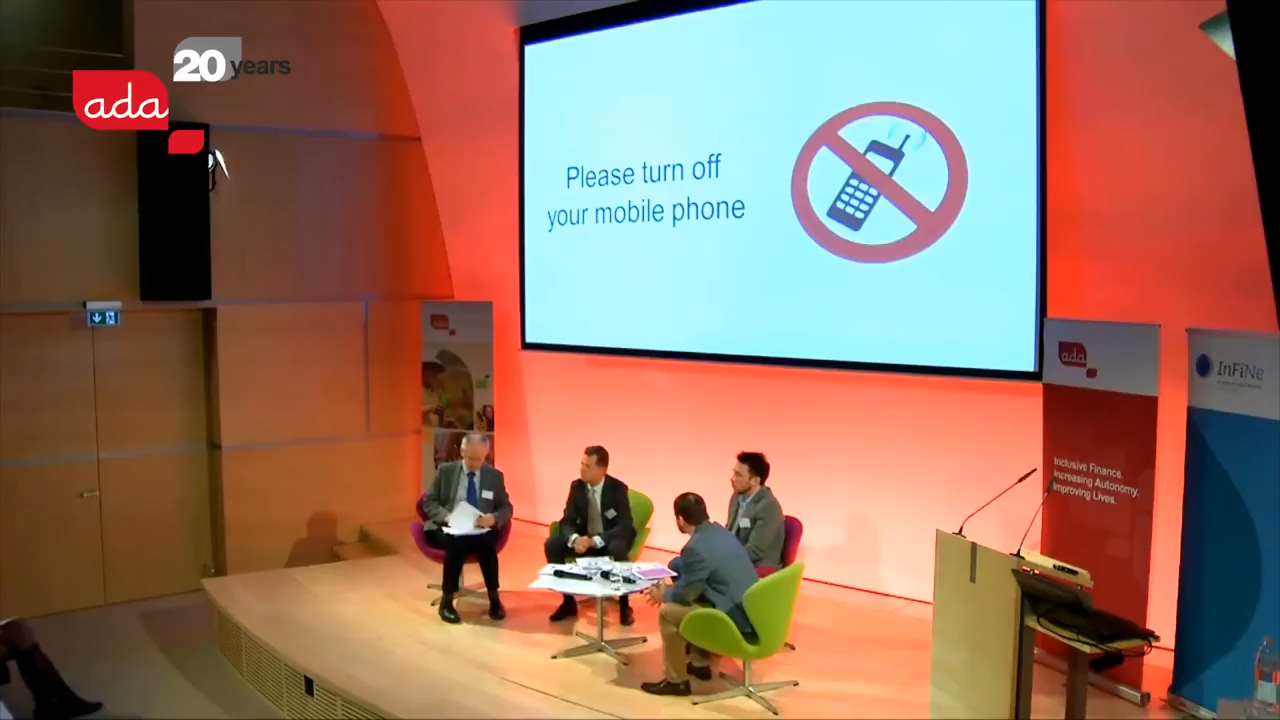 20 years
ada
Please turn off
your mobile phone
ada
InFiNe
Inclusive Finance.
Increasing Autonomy.
Improving Lives.